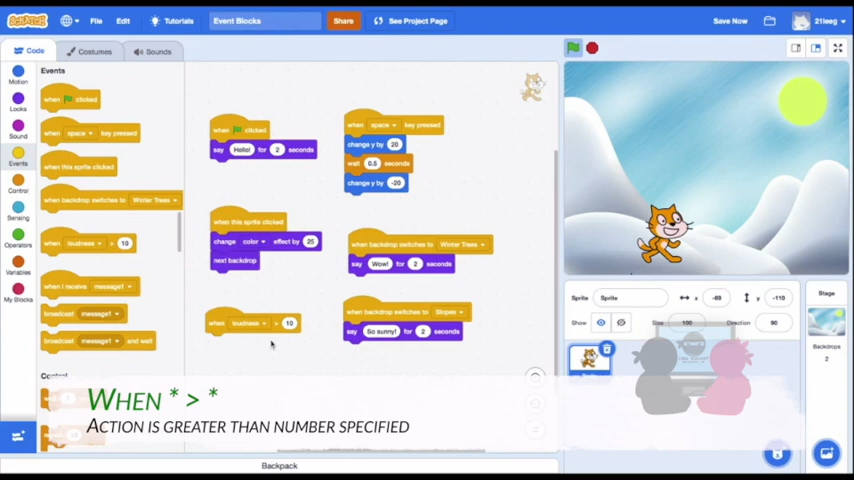 SCRATCH
File Edit Tutorials Event Blocks Share See Project Page Save Now 21leeg
Code Costumes Sounds
Motion
Looks
Sound
Events
Control
Sensing
Operators
Variables
My Blocks
Events
when clicked
when space key pressed
when this sprite clicked
when backdrop switches to Winter Trees
when loudness > 10
when I receive message1
broadcast message1
broadcast message1 and wait
Control
when clicked
say Hello! for 2 seconds
when space key pressed
change y by 20
wait 0.5 seconds
change y by -20
when this sprite clicked
change color effect by 25
next backdrop
when backdrop switches to Winter Trees
say Wow! for 2 seconds
when loudness > 10
when backdrop switches to Slopes
say So sunny! for 2 seconds
Sprite Sprite x -69 y -110
Show Size 100 Direction 90
Stage
Backdrops
2
WHEN * > *
ACTION IS GREATER THAN NUMBER SPECIFIED
Backpack